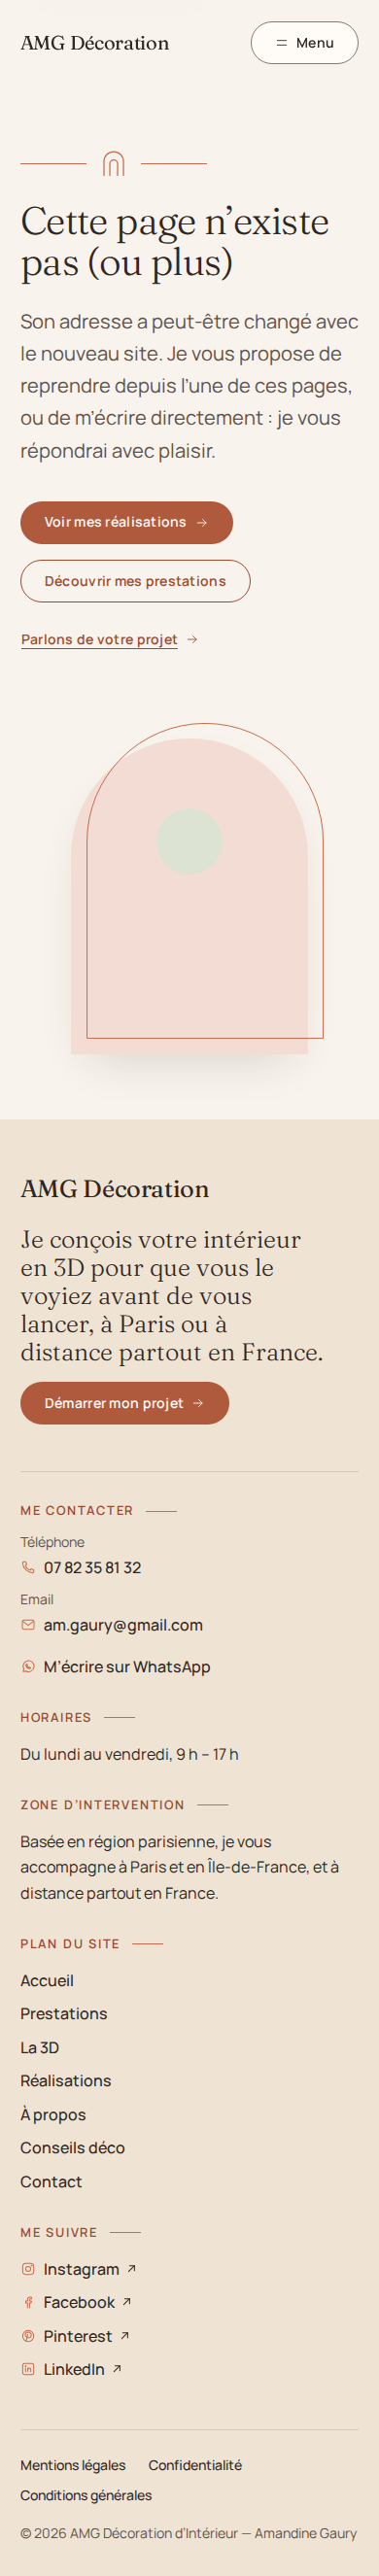 AMG Décoration
Menu
Cette page n’existe
pas (ou plus)
Son adresse a peut-être changé avec
le nouveau site. Je vous propose de
reprendre depuis l’une de ces pages,
ou de m’écrire directement : je vous
répondrai avec plaisir.
Voir mes réalisations →
Découvrir mes prestations
Parlons de votre projet →
AMG Décoration
Je conçois votre intérieur
en 3D pour que vous le
voyiez avant de vous
lancer, à Paris ou à
distance partout en France.
Démarrer mon projet →
ME CONTACTER
Téléphone
07 82 35 81 32
Email
am.gaury@gmail.com
M’écrire sur WhatsApp
HORAIRES
Du lundi au vendredi, 9 h – 17 h
ZONE D’INTERVENTION
Basée en région parisienne, je vous
accompagne à Paris et en Île-de-France, et à
distance partout en France.
PLAN DU SITE
Accueil
Prestations
La 3D
Réalisations
À propos
Conseils déco
Contact
ME SUIVRE
Instagram ↗
Facebook ↗
Pinterest ↗
LinkedIn ↗
Mentions légales Confidentialité
Conditions générales
© 2026 AMG Décoration d’Intérieur — Amandine Gaury